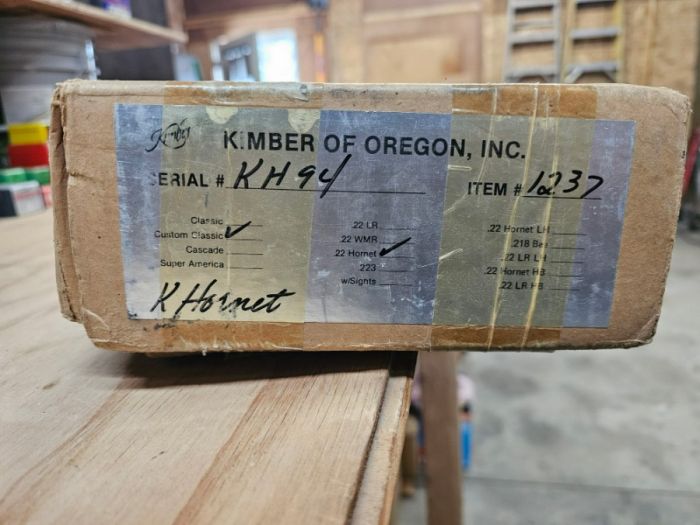 Kimber KIMBER OF OREGON, INC.
SERIAL # KH94 ITEM # 1237
Classic
Custom Classic ✓
Cascade
Super America
.22 LR
.22 WMR
.22 Hornet ✓
.223
w/Sights
.22 Hornet LH
.218 Bee
.22 LR LH
.22 Hornet HB
.22 LR HB
K Hornet